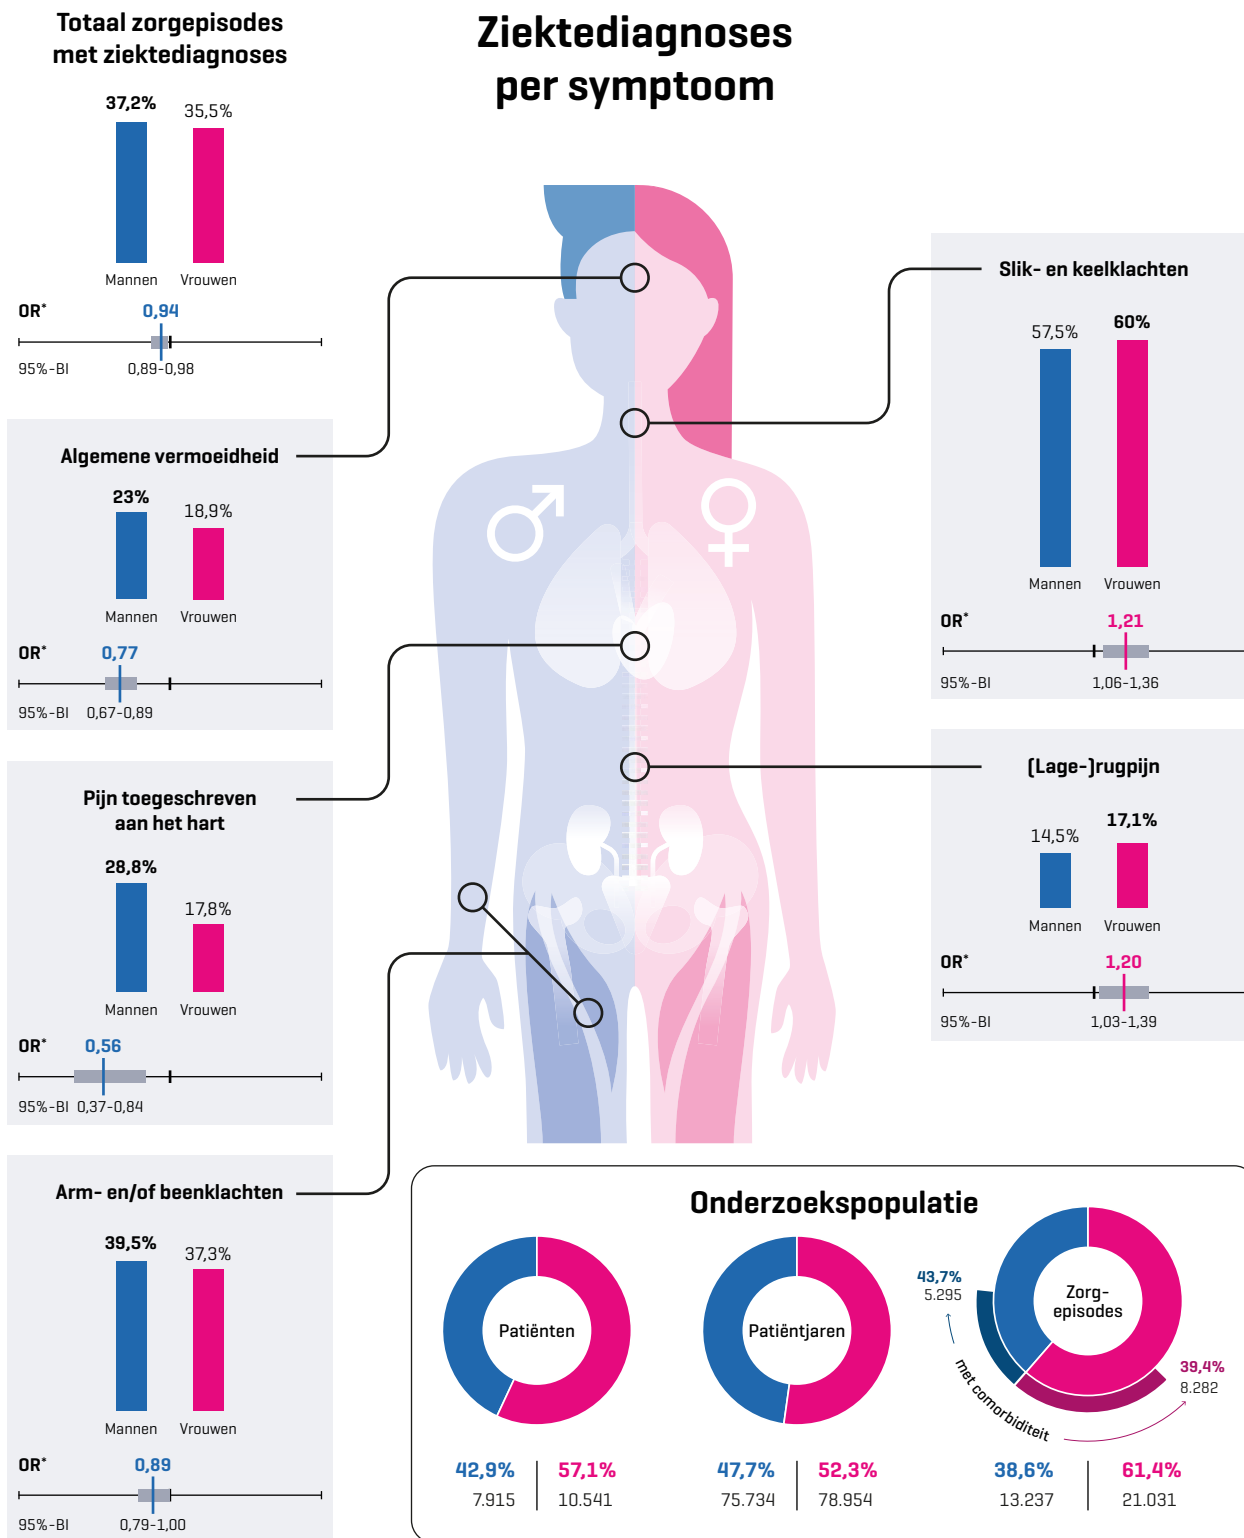 Totaal zorgepisodes
met ziektediagnoses
37,2%
35,5%
Mannen
Vrouwen
OR*
0,94
95%-BI
0,89-0,98
Ziektediagnoses
per symptoom
Algemene vermoeidheid
23%
18,9%
Mannen
Vrouwen
OR*
0,77
95%-BI
0,67-0,89
Pijn toegeschreven
aan het hart
28,8%
17,8%
Mannen
Vrouwen
OR*
0,56
95%-BI
0,37-0,84
Arm- en/of beenklachten
39,5%
37,3%
Mannen
Vrouwen
OR*
0,89
95%-BI
0,79-1,00
Slik- en keelklachten
57,5%
60%
Mannen
Vrouwen
OR*
1,21
95%-BI
1,06-1,36
(Lage-)rugpijn
14,5%
17,1%
Mannen
Vrouwen
OR*
1,20
95%-BI
1,03-1,39
Onderzoekspopulatie
Patiënten
42,9%
57,1%
7.915
10.541
Patiëntjaren
47,7%
52,3%
75.734
78.954
Zorg-
episodes
43,7%
5.295
39,4%
8.282
met comorbiditeit
38,6%
61,4%
13.237
21.031